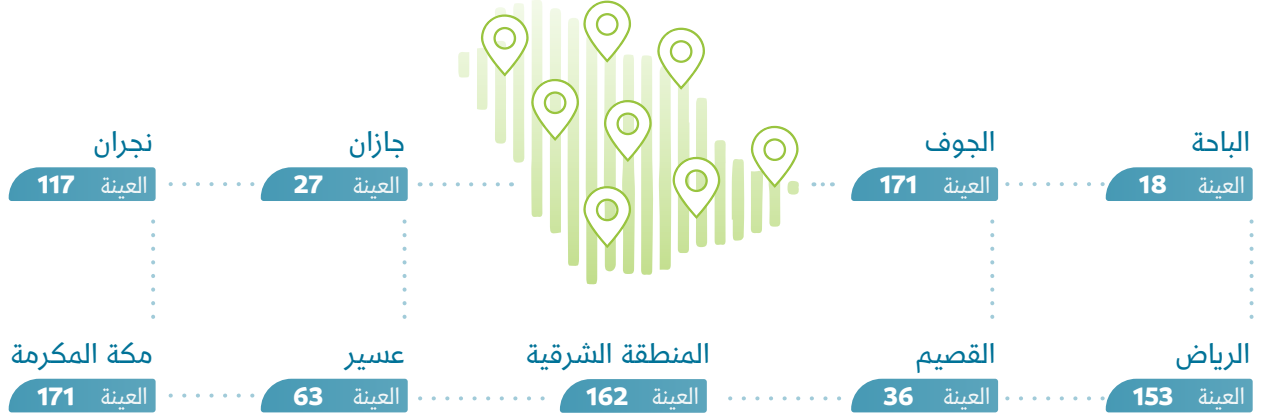 الباحة
العينة 18
الجوف
العينة 171
جازان
العينة 27
نجران
العينة 117
الرياض
العينة 153
القصيم
العينة 36
المنطقة الشرقية
العينة 162
عسير
العينة 63
مكة المكرمة
العينة 171